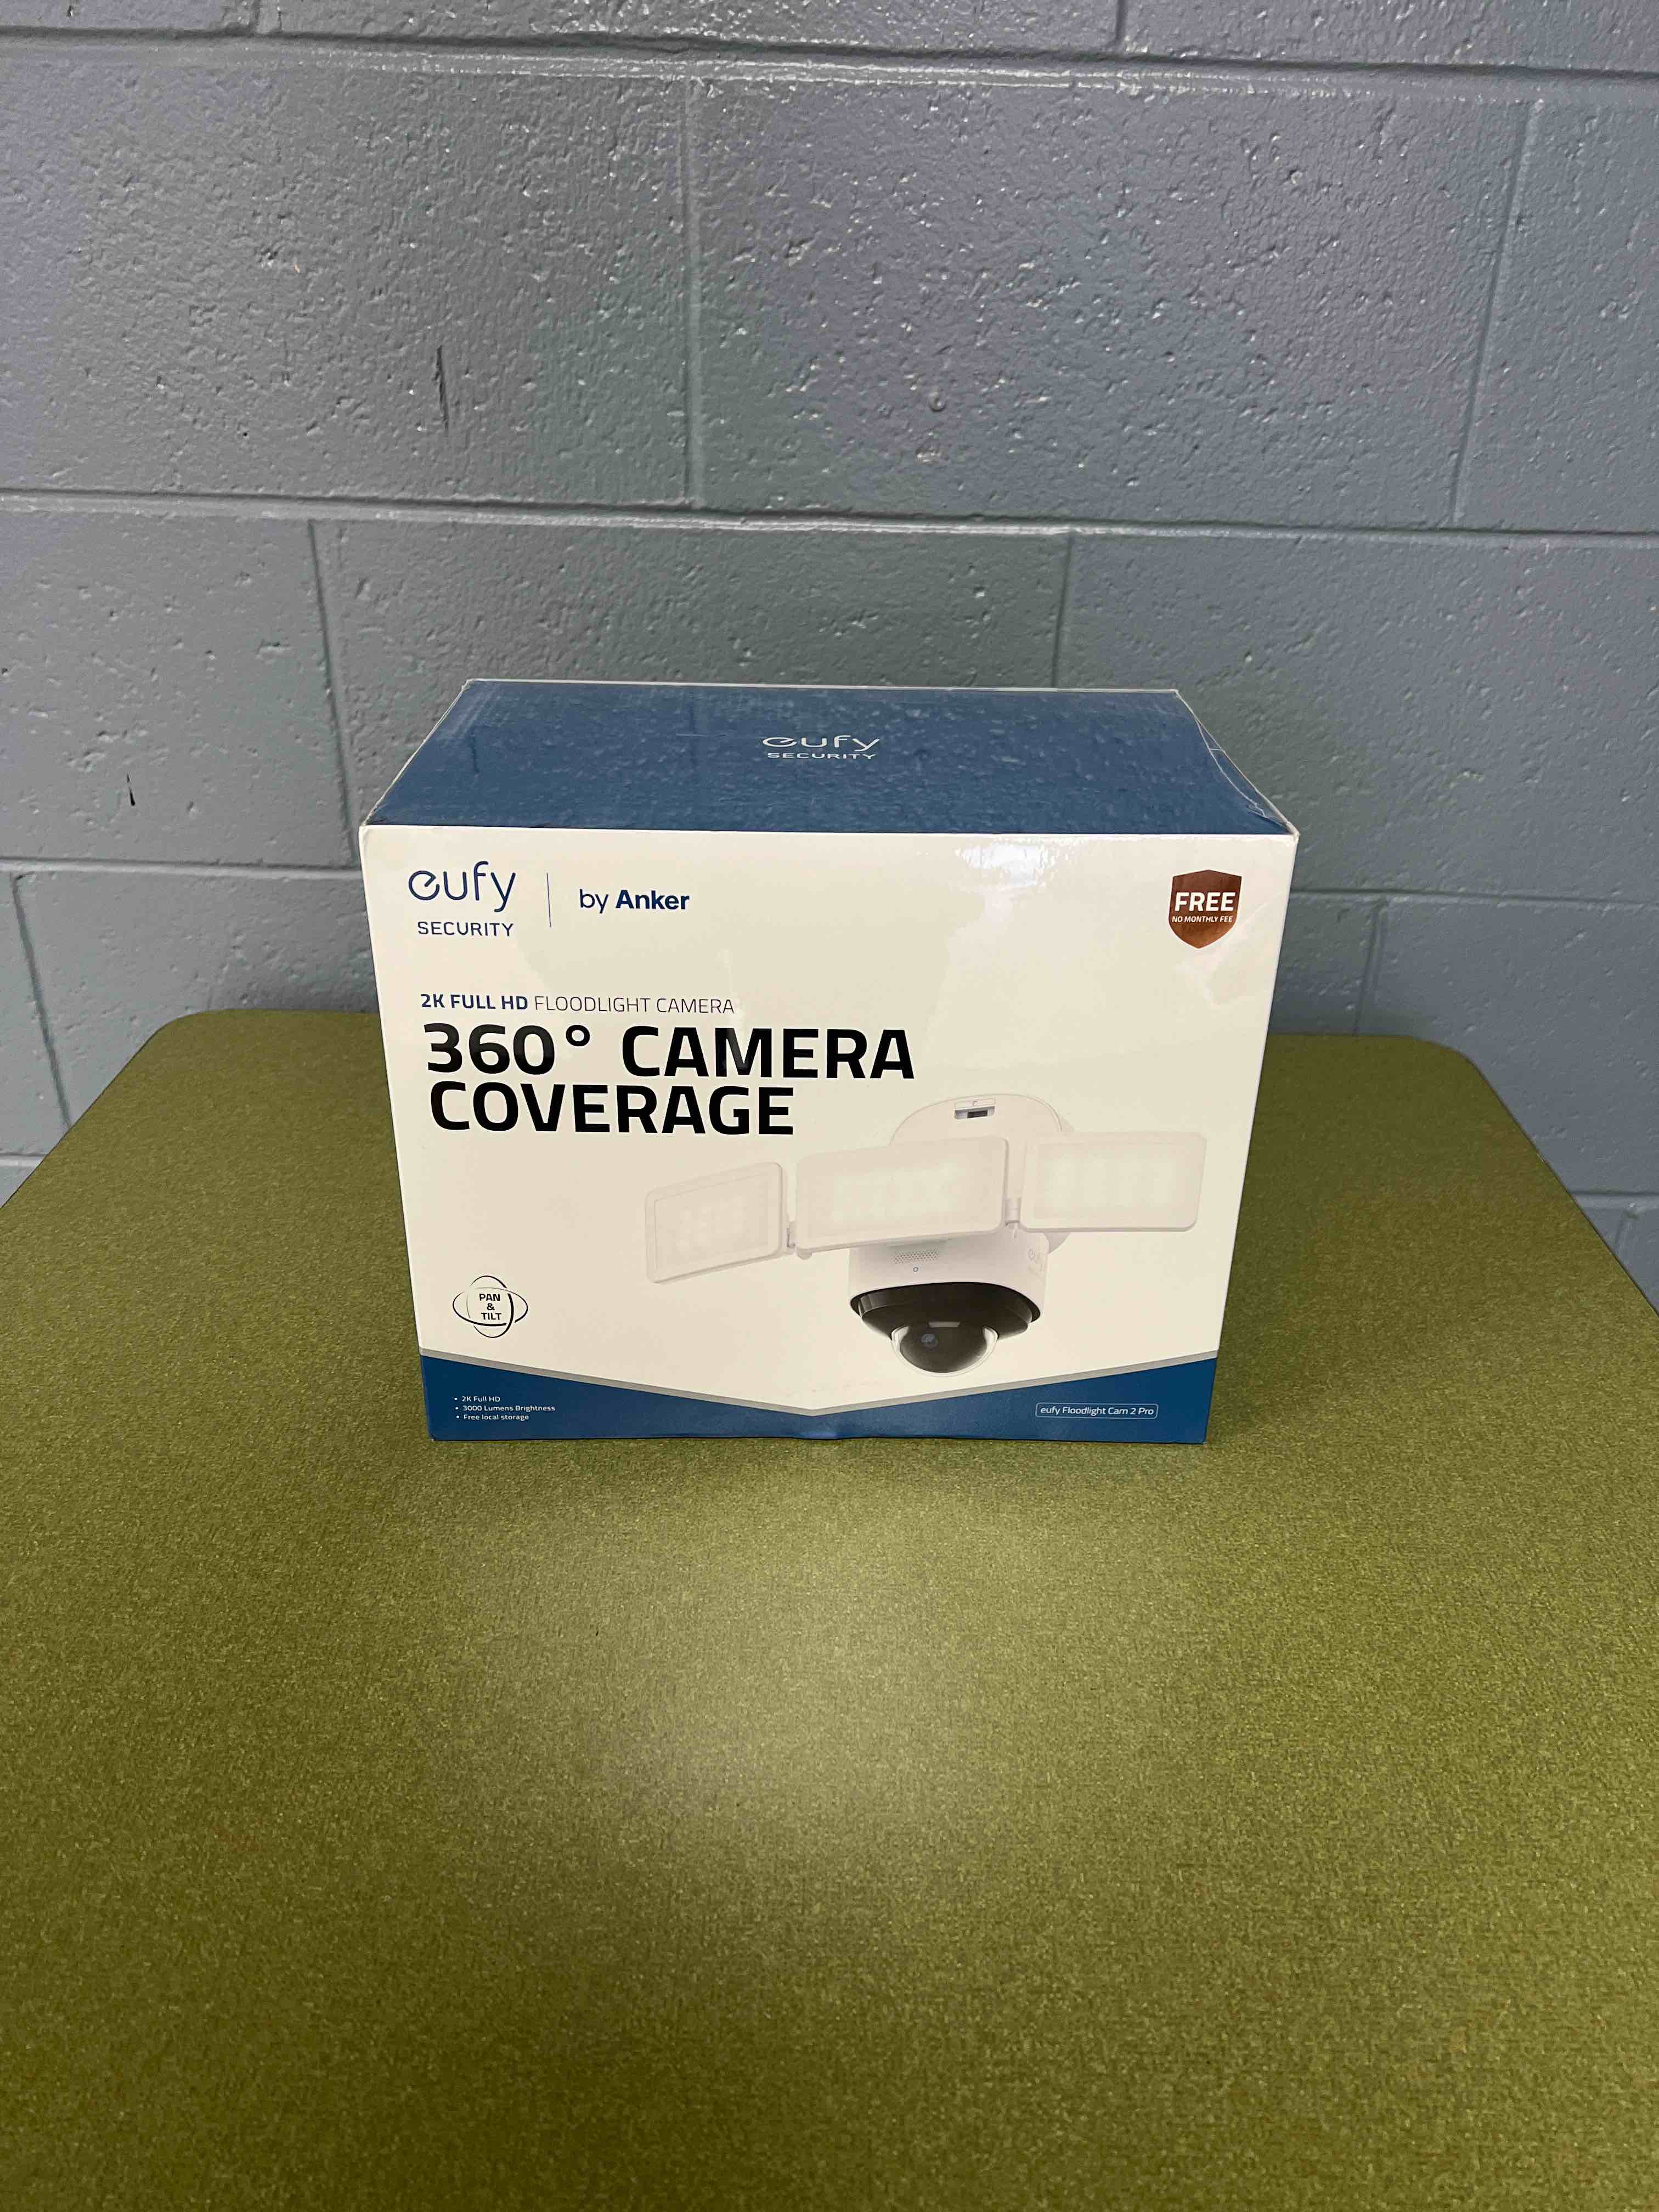 eufy
SECURITY
eufy
SECURITY
by Anker
FREE
NO MONTHLY FEE
2K FULL HD FLOODLIGHT CAMERA
360° CAMERA
COVERAGE
eufy
PAN
&
TILT
• 2K Full HD
• 3000 Lumens Brightness
• Free local storage
eufy Floodlight Cam 2 Pro